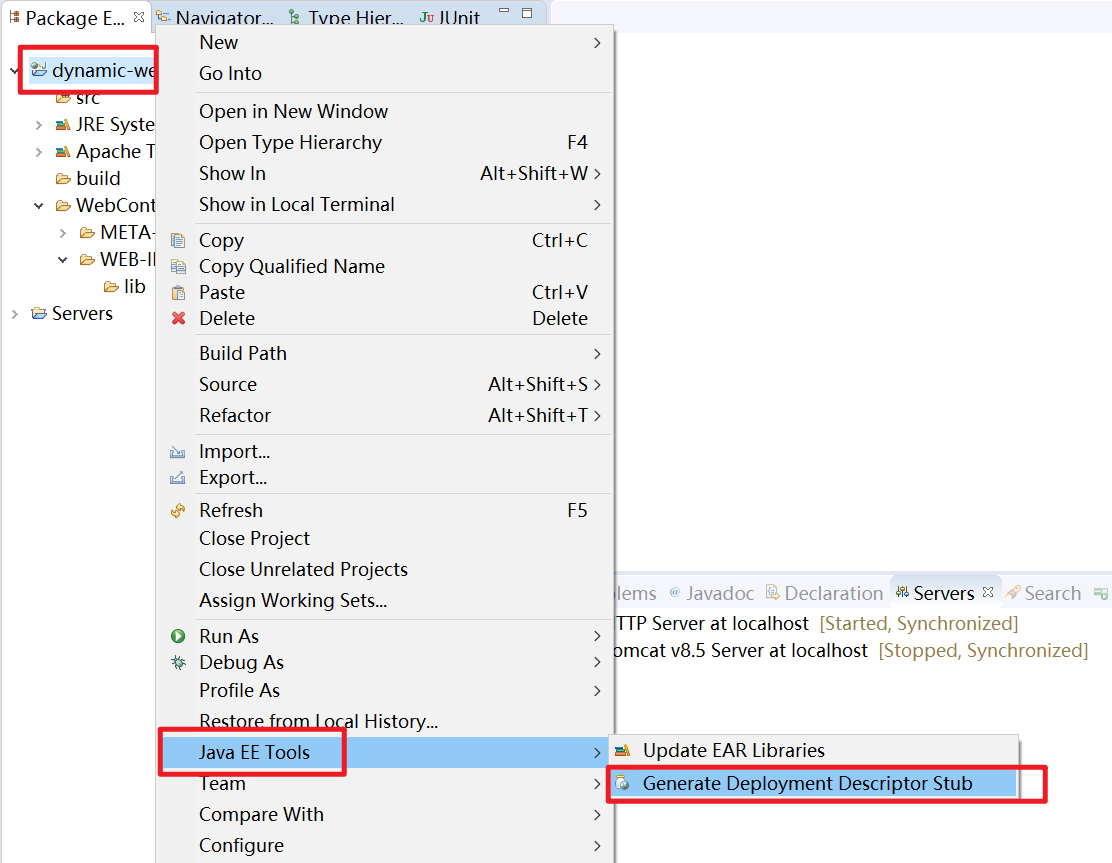 Package E... Navigator... Type Hier... JUnit
dynamic-we
src
JRE Syste
Apache T
build
WebCont
META-
WEB-I
lib
Servers
New
Go Into
Open in New Window
Open Type Hierarchy F4
Show In Alt+Shift+W
Show in Local Terminal
Copy Ctrl+C
Copy Qualified Name
Paste Ctrl+V
Delete Delete
Build Path
Source Alt+Shift+S
Refactor Alt+Shift+T
Import...
Export...
Refresh F5
Close Project
Close Unrelated Projects
Assign Working Sets...
Run As
Debug As
Profile As
Restore from Local History...
Java EE Tools
Team
Compare With
Configure
Update EAR Libraries
Generate Deployment Descriptor Stub
lems Javadoc Declaration Servers Search
TTP Server at localhost [Started, Synchronized]
omcat v8.5 Server at localhost [Stopped, Synchronized]